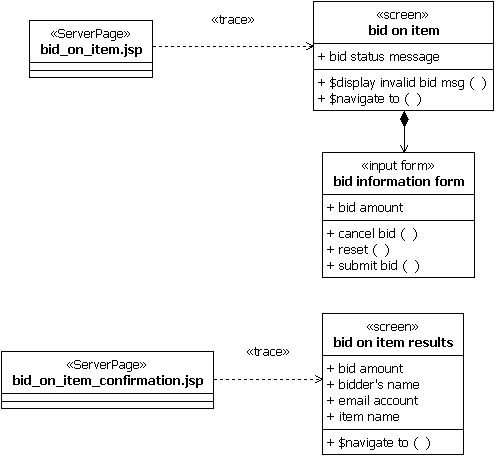 «ServerPage»
bid_on_item.jsp
«trace»
«screen»
bid on item
+ bid status message
+ $display invalid bid msg ( )
+ $navigate to ( )
«input form»
bid information form
+ bid amount
+ cancel bid ( )
+ reset ( )
+ submit bid ( )
«ServerPage»
bid_on_item_confirmation.jsp
«trace»
«screen»
bid on item results
+ bid amount
+ bidder's name
+ email account
+ item name
+ $navigate to ( )